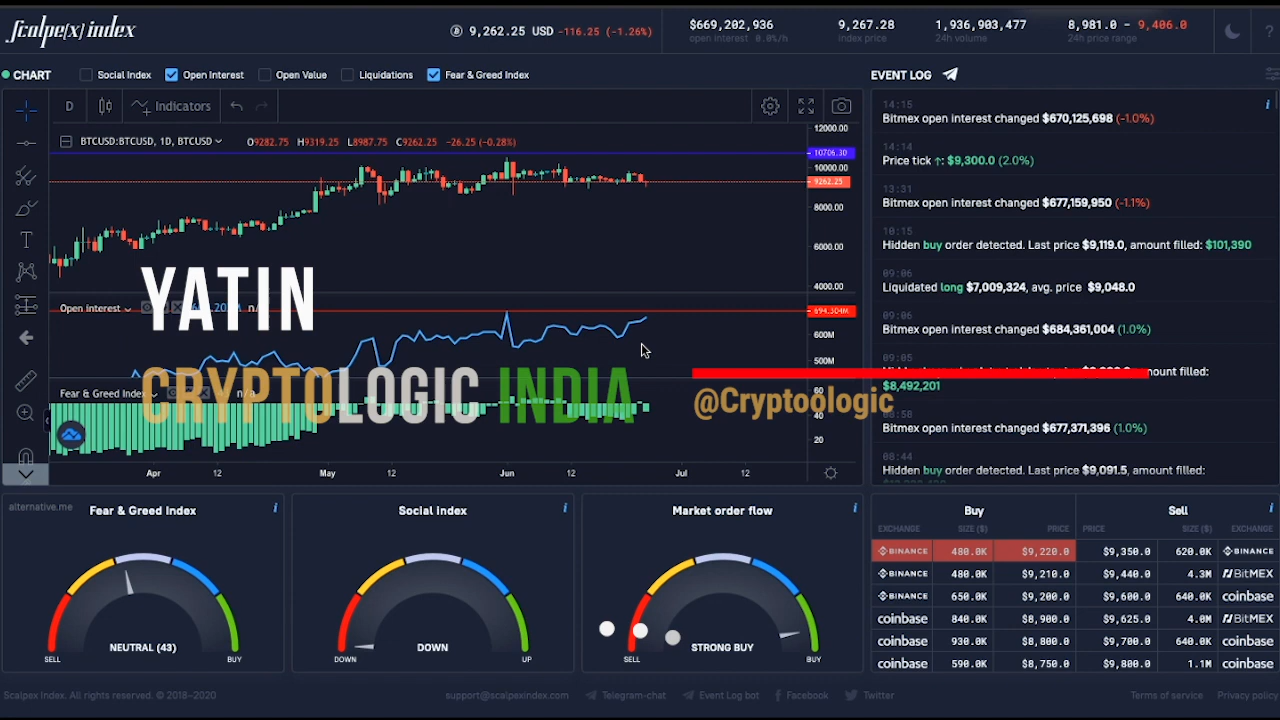 Scalpe[x] index
9,262.25 USD -116.25 (-1.26%)
$669,202,936
open interest 0.0%/h
9,267.28
index price
1,936,903,477
24h volume
8,981.0 - 9,406.0
24h price range
CHART
Social Index
Open Interest
Open Value
Liquidations
Fear & Greed Index
EVENT LOG
D
Indicators
BTCUSD:BTCUSD, 1D, BTCUSD
O9282.75 H9319.25 L8987.75 C9262.25 -26.25 (-0.28%)
12000.00
10706.30
10000.00
9262.25
8000.00
6000.00
4000.00
YATIN
Open interest
n/a
694.304M
600M
500M
CRYPTOLOGIC INDIA
@Cryptoologic
Fear & Greed Index
n/a
60
40
20
Apr 12 May 12 Jun 12 Jul 12
14:15
Bitmex open interest changed $670,125,698 (-1.0%)
14:14
Price tick ↑: $9,300.0 (2.0%)
13:31
Bitmex open interest changed $677,159,950 (-1.1%)
10:15
Hidden buy order detected. Last price $9,119.0, amount filled: $101,390
09:06
Liquidated long $7,009,324, avg. price $9,048.0
09:06
Bitmex open interest changed $684,361,004 (1.0%)
09:05
amount filled:
$8,492,201
08:58
Bitmex open interest changed $677,371,396 (1.0%)
08:44
Hidden buy order detected. Last price $9,091.5, amount filled:
alternative.me
Fear & Greed Index
NEUTRAL (43)
SELL
BUY
Social index
DOWN
DOWN
UP
Market order flow
STRONG BUY
SELL
BUY
Buy
Sell
EXCHANGE SIZE ($) PRICE PRICE SIZE ($) EXCHANGE
BINANCE 480.0K $9,220.0 $9,350.0 620.0K BINANCE
BINANCE 480.0K $9,210.0 $9,440.0 4.3M BitMEX
BINANCE 650.0K $9,200.0 $9,600.0 640.0K coinbase
coinbase 840.0K $8,900.0 $9,625.0 4.0M BitMEX
coinbase 930.0K $8,800.0 $9,700.0 640.0K coinbase
coinbase 590.0K $8,750.0 $9,800.0 1.1M coinbase
Scalpex Index. All rights reserved. © 2018-2020
support@scalpexindex.com
Telegram-chat
Event Log bot
Facebook
Twitter
Terms of service
Privacy policy